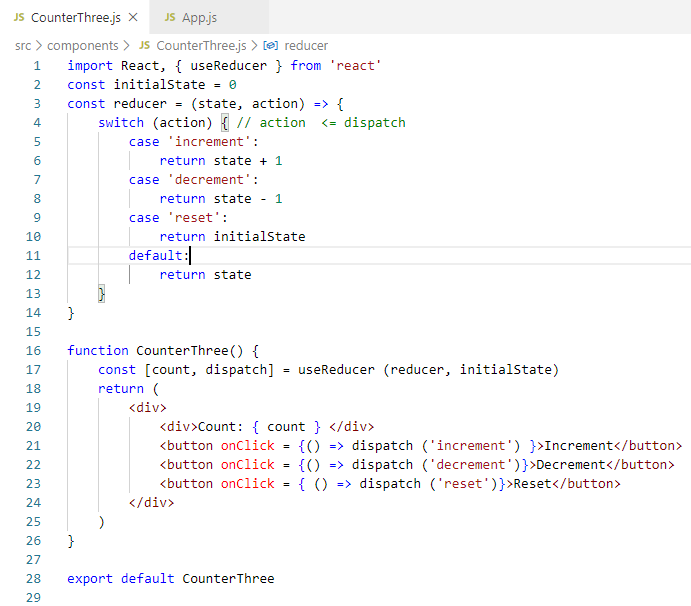 JS CounterThree.js ×
JS App.js
src > components > JS CounterThree.js > reducer
1 import React, { useReducer } from 'react'
2 const initialState = 0
3 const reducer = (state, action) => {
4     switch (action) { // action  <= dispatch
5         case 'increment':
6             return state + 1
7         case 'decrement':
8             return state - 1
9         case 'reset':
10             return initialState
11         default:
12             return state
13     }
14 }
15
16 function CounterThree() {
17     const [count, dispatch] = useReducer (reducer, initialState)
18     return (
19         <div>
20             <div>Count: { count } </div>
21             <button onClick = {() => dispatch ('increment') }>Increment</button>
22             <button onClick = {() => dispatch ('decrement')}>Decrement</button>
23             <button onClick = { () => dispatch ('reset')}>Reset</button>
24         </div>
25     )
26 }
27
28 export default CounterThree
29